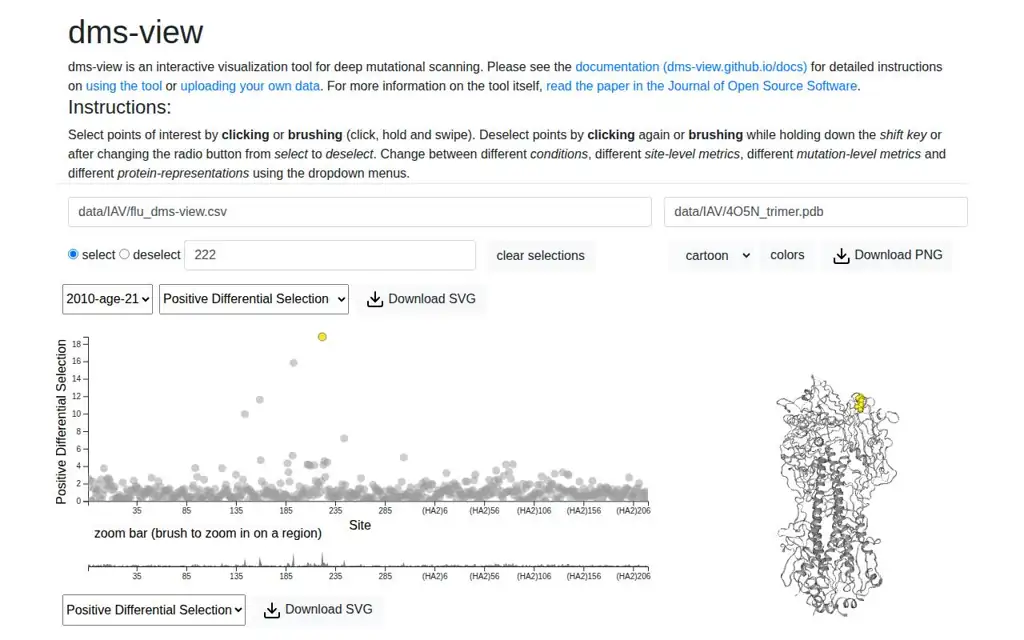 dms-view
dms-view is an interactive visualization tool for deep mutational scanning. Please see the documentation (dms-view.github.io/docs) for detailed instructions
on using the tool or uploading your own data. For more information on the tool itself, read the paper in the Journal of Open Source Software.
Instructions:
Select points of interest by clicking or brushing (click, hold and swipe). Deselect points by clicking again or brushing while holding down the shift key or
after changing the radio button from select to deselect. Change between different conditions, different site-level metrics, different mutation-level metrics and
different protein-representations using the dropdown menus.
data/IAV/flu_dms-view.csv
data/IAV/4O5N_trimer.pdb
select deselect 222 clear selections
cartoon colors Download PNG
2010-age-21 Positive Differential Selection Download SVG
Positive Differential Selection
18
16
14
12
10
8
6
4
2
0
35 85 135 185 235 285 (HA2)6 (HA2)56 (HA2)106 (HA2)156 (HA2)206
Site
zoom bar (brush to zoom in on a region)
35 85 135 185 235 285 (HA2)6 (HA2)56 (HA2)106 (HA2)156 (HA2)206
Positive Differential Selection Download SVG